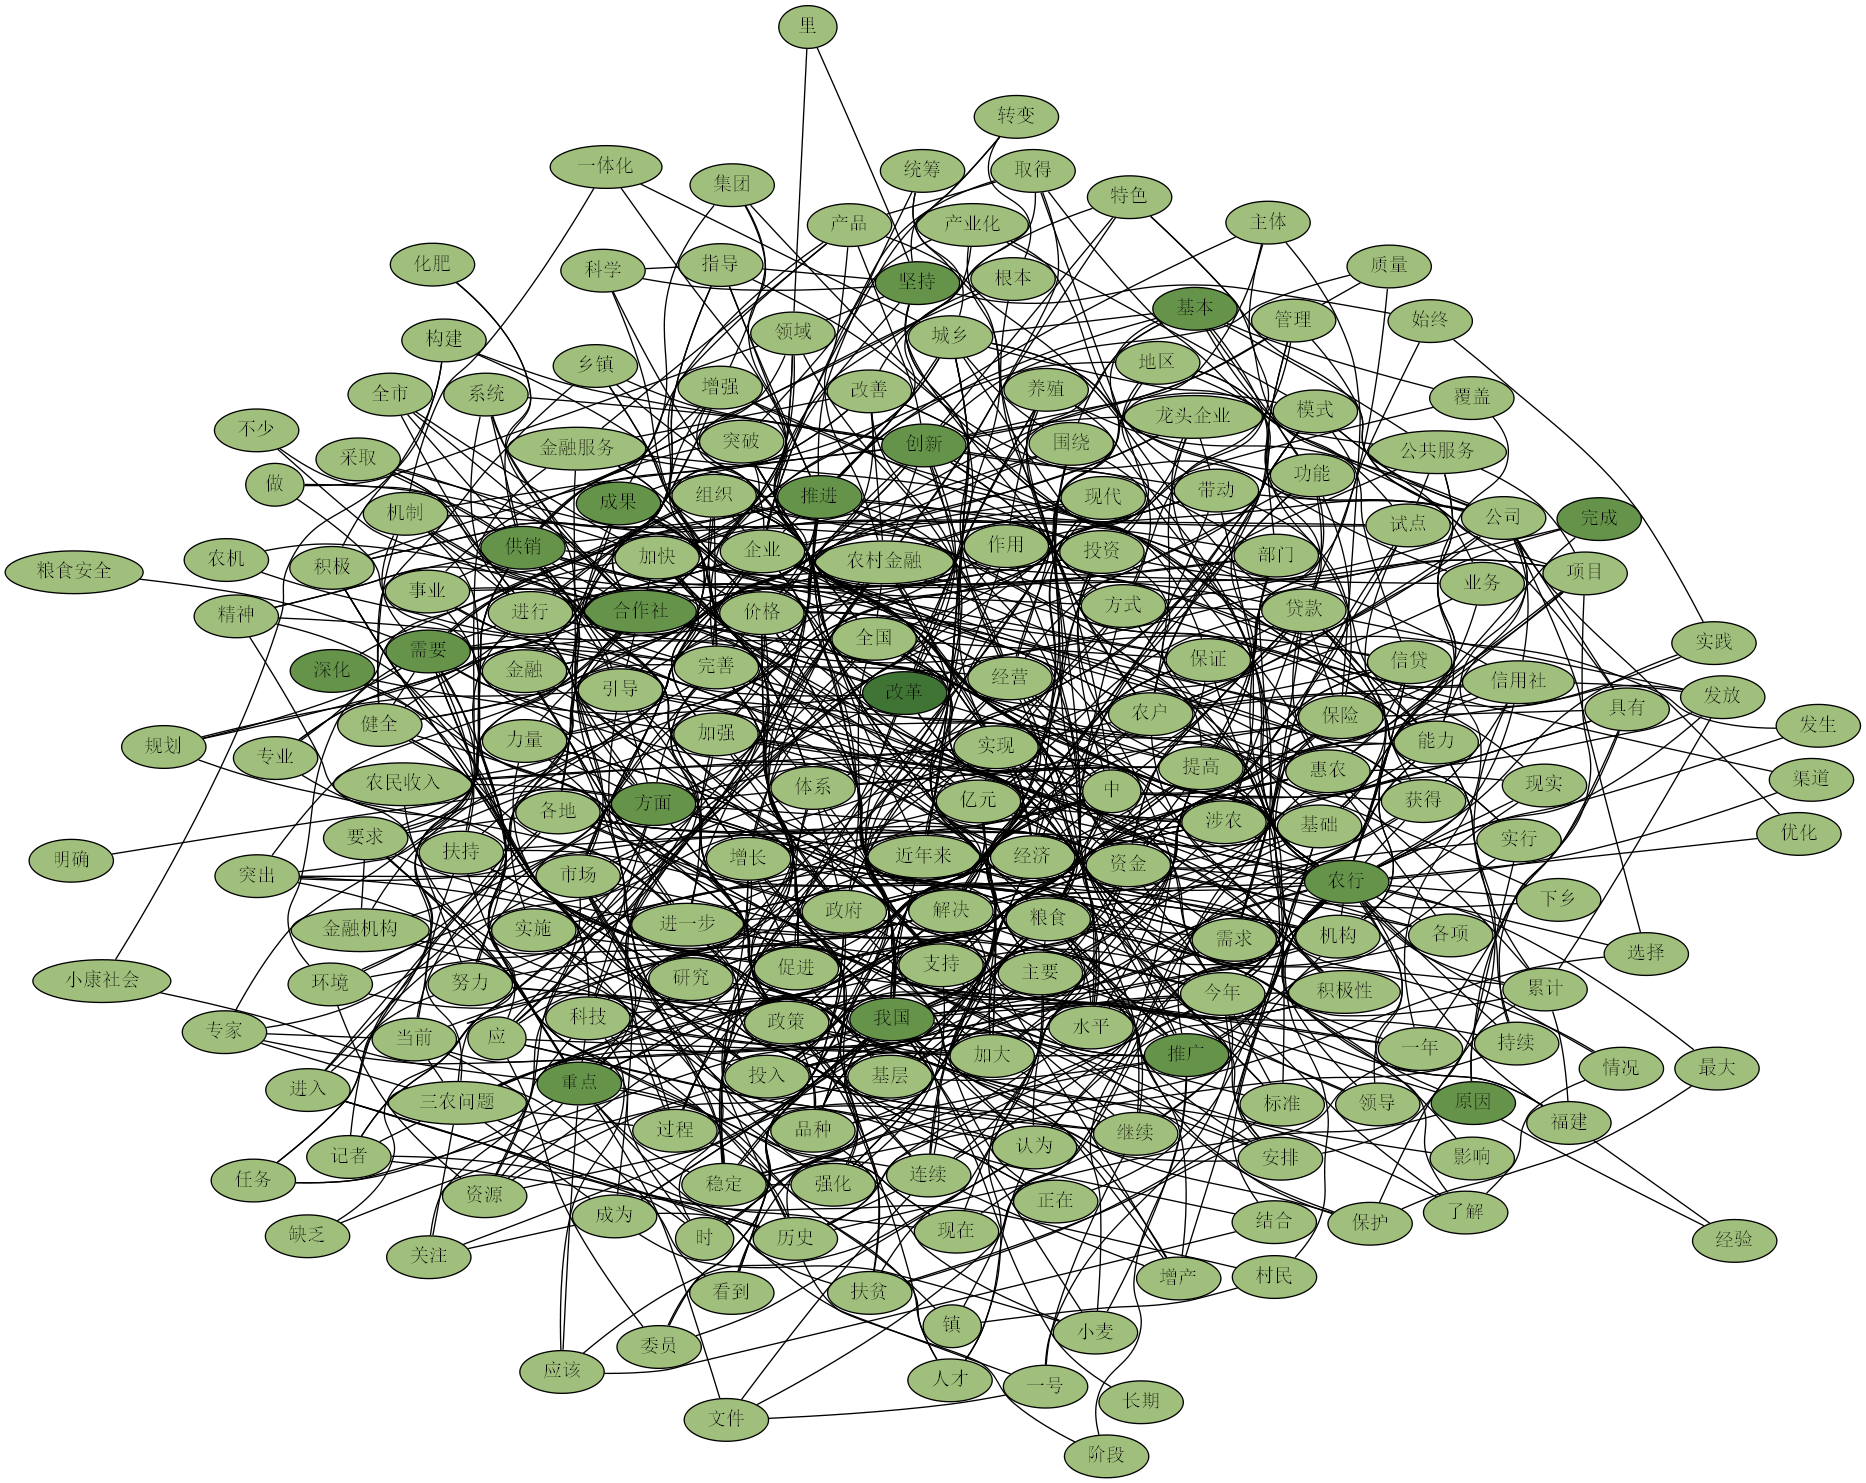 里
转变
一体化
统筹
取得
集团
特色
产品
产业化
主体
化肥
科学
指导
坚持
根本
质量
基本
构建
领域
城乡
管理
始终
乡镇
地区
全市
系统
增强
改善
养殖
覆盖
龙头企业
模式
不少
金融服务
突破
创新
围绕
公共服务
采取
做
成果
组织
推进
现代
带动
功能
机制
试点
公司
完成
供销
加快
企业
农村金融
作用
投资
部门
粮食安全
农机
积极
项目
事业
业务
精神
进行
合作社
价格
方式
贷款
需要
全国
实践
深化
金融
完善
保证
信贷
引导
改革
经营
信用社
发放
健全
农户
保险
具有
规划
专业
力量
加强
实现
能力
发生
农民收入
体系
中
提高
惠农
现实
渠道
各地
方面
亿元
获得
要求
涉农
基础
实行
优化
明确
扶持
增长
近年来
经济
资金
突出
市场
农行
金融机构
实施
进一步
政府
解决
粮食
需求
机构
各项
下乡
小康社会
环境
努力
研究
促进
支持
主要
今年
积极性
累计
选择
专家
当前
应
科技
政策
我国
水平
推广
一年
持续
进入
三农问题
重点
投入
基层
加大
标准
领导
原因
情况
最大
记者
过程
品种
认为
继续
福建
任务
资源
稳定
强化
连续
安排
影响
缺乏
关注
成为
时
历史
现在
正在
结合
保护
了解
经验
看到
扶贫
增产
村民
应该
委员
镇
小麦
文件
人才
一号
长期
阶段